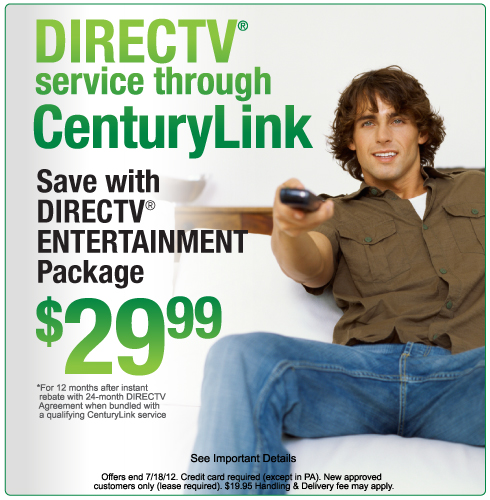 DIRECTV®
service through
CenturyLink
Save with
DIRECTV®
ENTERTAINMENT
Package
$29 99
*For 12 months after instant
rebate with 24-month DIRECTV
Agreement when bundled with
a qualifying CenturyLink service
See Important Details
Offers end 7/18/12. Credit card required (except in PA). New approved
customers only (lease required). $19.95 Handling & Delivery fee may apply.